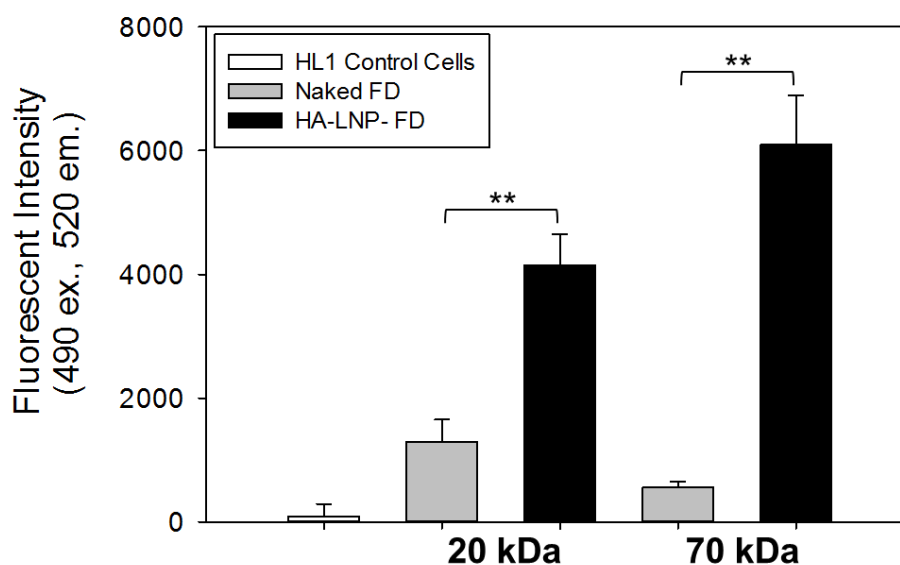 Fluorescent Intensity
(490 ex., 520 em.)
8000
6000
4000
2000
0
HL1 Control Cells
Naked FD
HA-LNP- FD
**
**
20 kDa
70 kDa